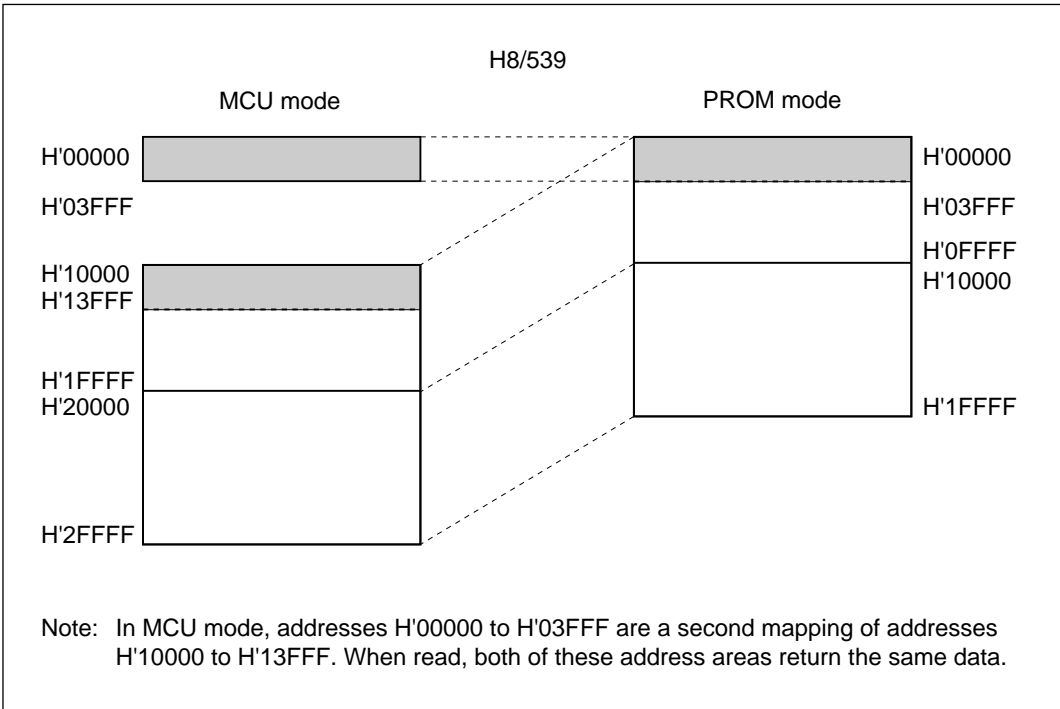 H8/539
MCU mode
PROM mode
H'00000
H'03FFF
H'10000
H'13FFF
H'1FFFF
H'20000
H'2FFFF
H'00000
H'03FFF
H'0FFFF
H'10000
H'1FFFF
Note: In MCU mode, addresses H'00000 to H'03FFF are a second mapping of addresses
H'10000 to H'13FFF. When read, both of these address areas return the same data.